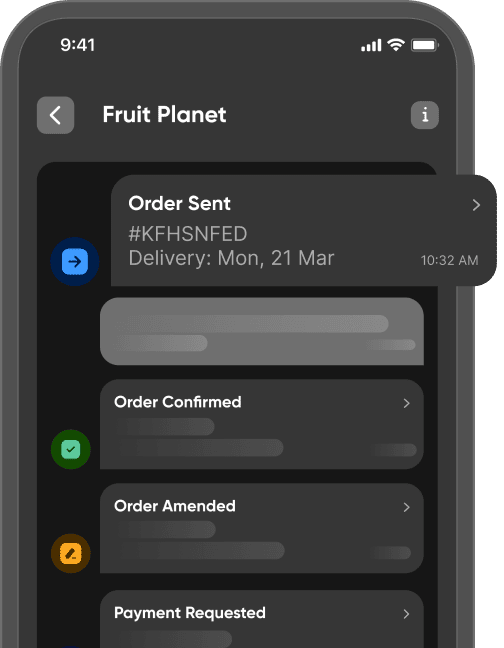 9:41
Fruit Planet
Order Sent
#KFHSNFED
Delivery: Mon, 21 Mar
10:32 AM
Order Confirmed
Order Amended
Payment Requested